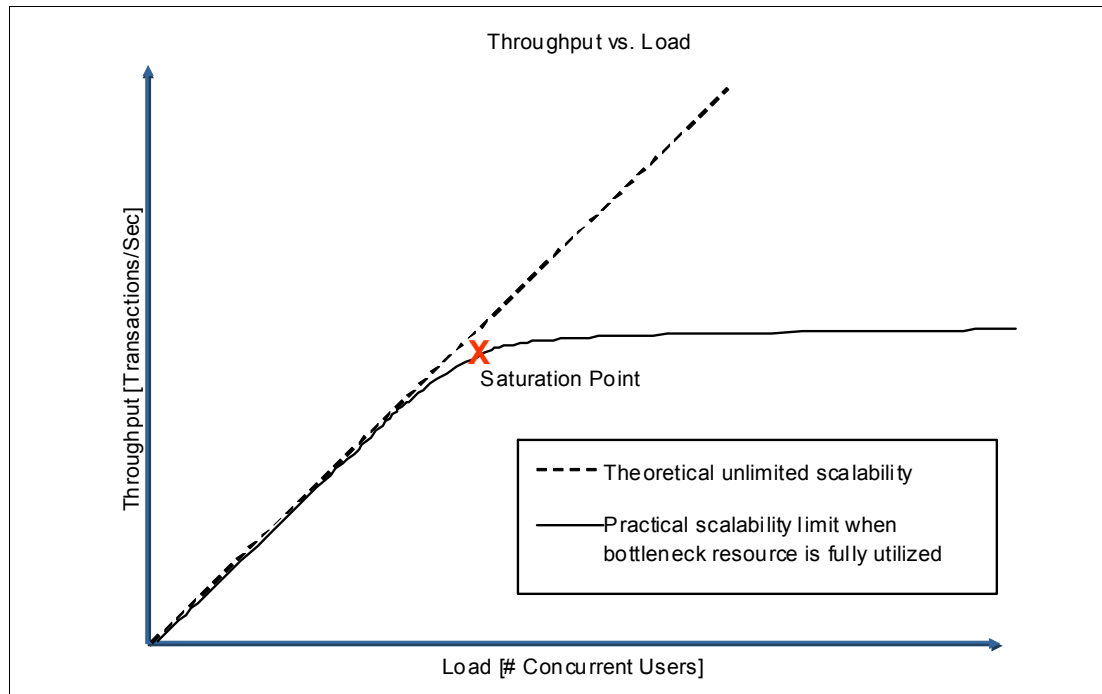 Throughput vs. Load
Throughput [Transactions/Sec]
Saturation Point
Theoretical unlimited scalability
Practical scalability limit when
bottleneck resource is fully utilized
Load [# Concurrent Users]